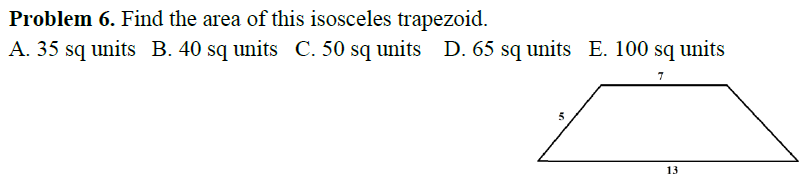 Problem 6. Find the area of this isosceles trapezoid.
A. 35 sq units B. 40 sq units C. 50 sq units D. 65 sq units E. 100 sq units
7
5
13